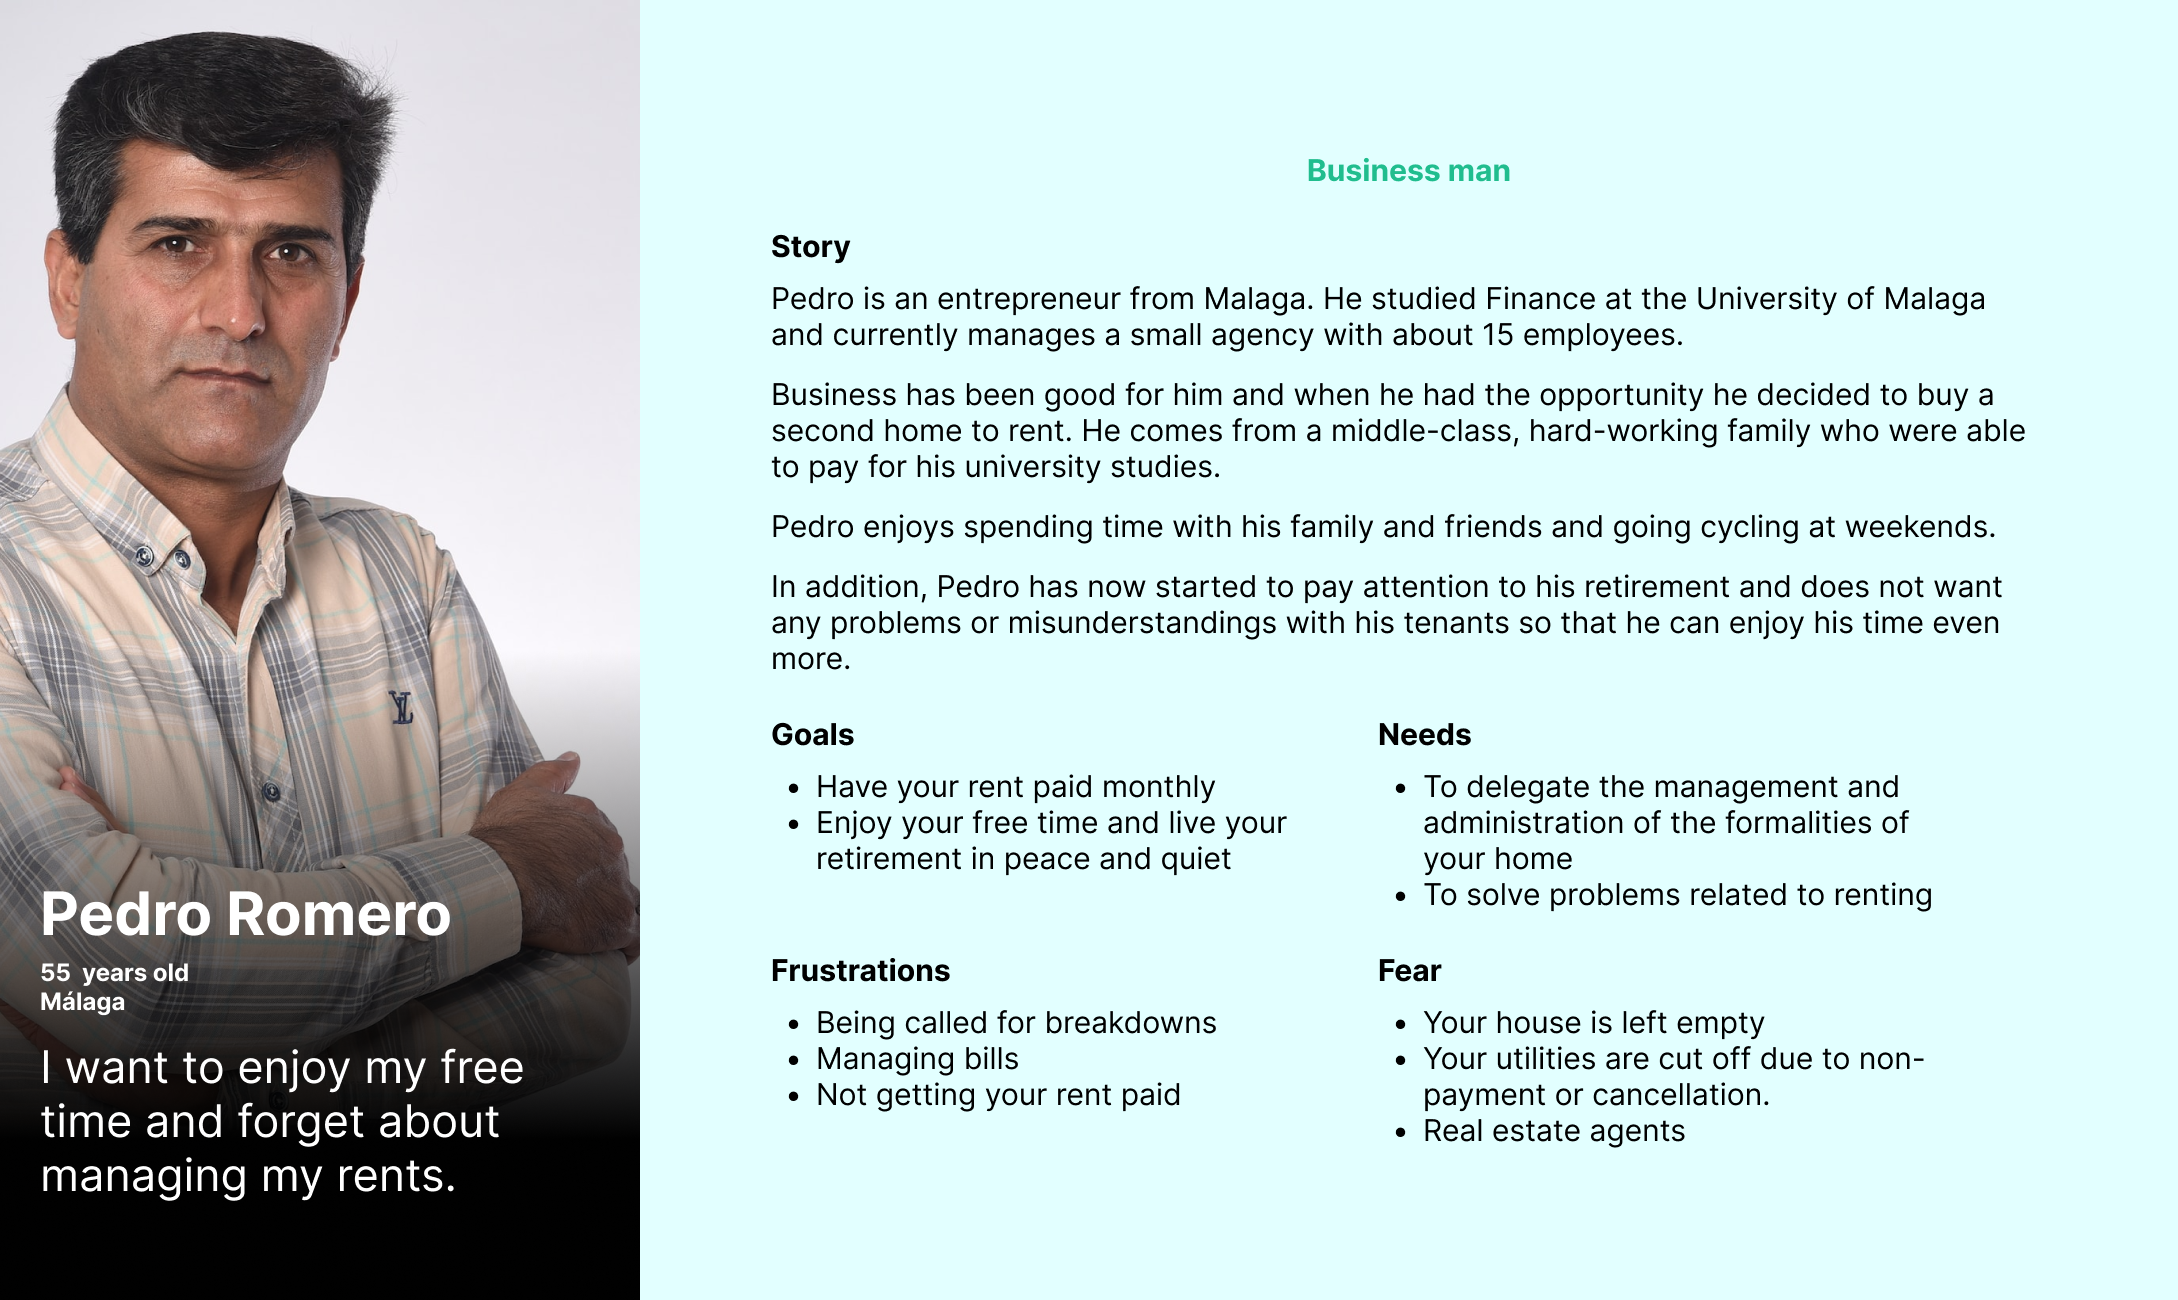 Business man
Story
Pedro is an entrepreneur from Malaga. He studied Finance at the University of Malaga
and currently manages a small agency with about 15 employees.
Business has been good for him and when he had the opportunity he decided to buy a
second home to rent. He comes from a middle-class, hard-working family who were able
to pay for his university studies.
Pedro enjoys spending time with his family and friends and going cycling at weekends.
In addition, Pedro has now started to pay attention to his retirement and does not want
any problems or misunderstandings with his tenants so that he can enjoy his time even
more.
Goals
• Have your rent paid monthly
• Enjoy your free time and live your
retirement in peace and quiet
Needs
• To delegate the management and
administration of the formalities of
your home
• To solve problems related to renting
Frustrations
• Being called for breakdowns
• Managing bills
• Not getting your rent paid
Fear
• Your house is left empty
• Your utilities are cut off due to non-
payment or cancellation.
• Real estate agents
Pedro Romero
55  years old
Málaga
I want to enjoy my free
time and forget about
managing my rents.